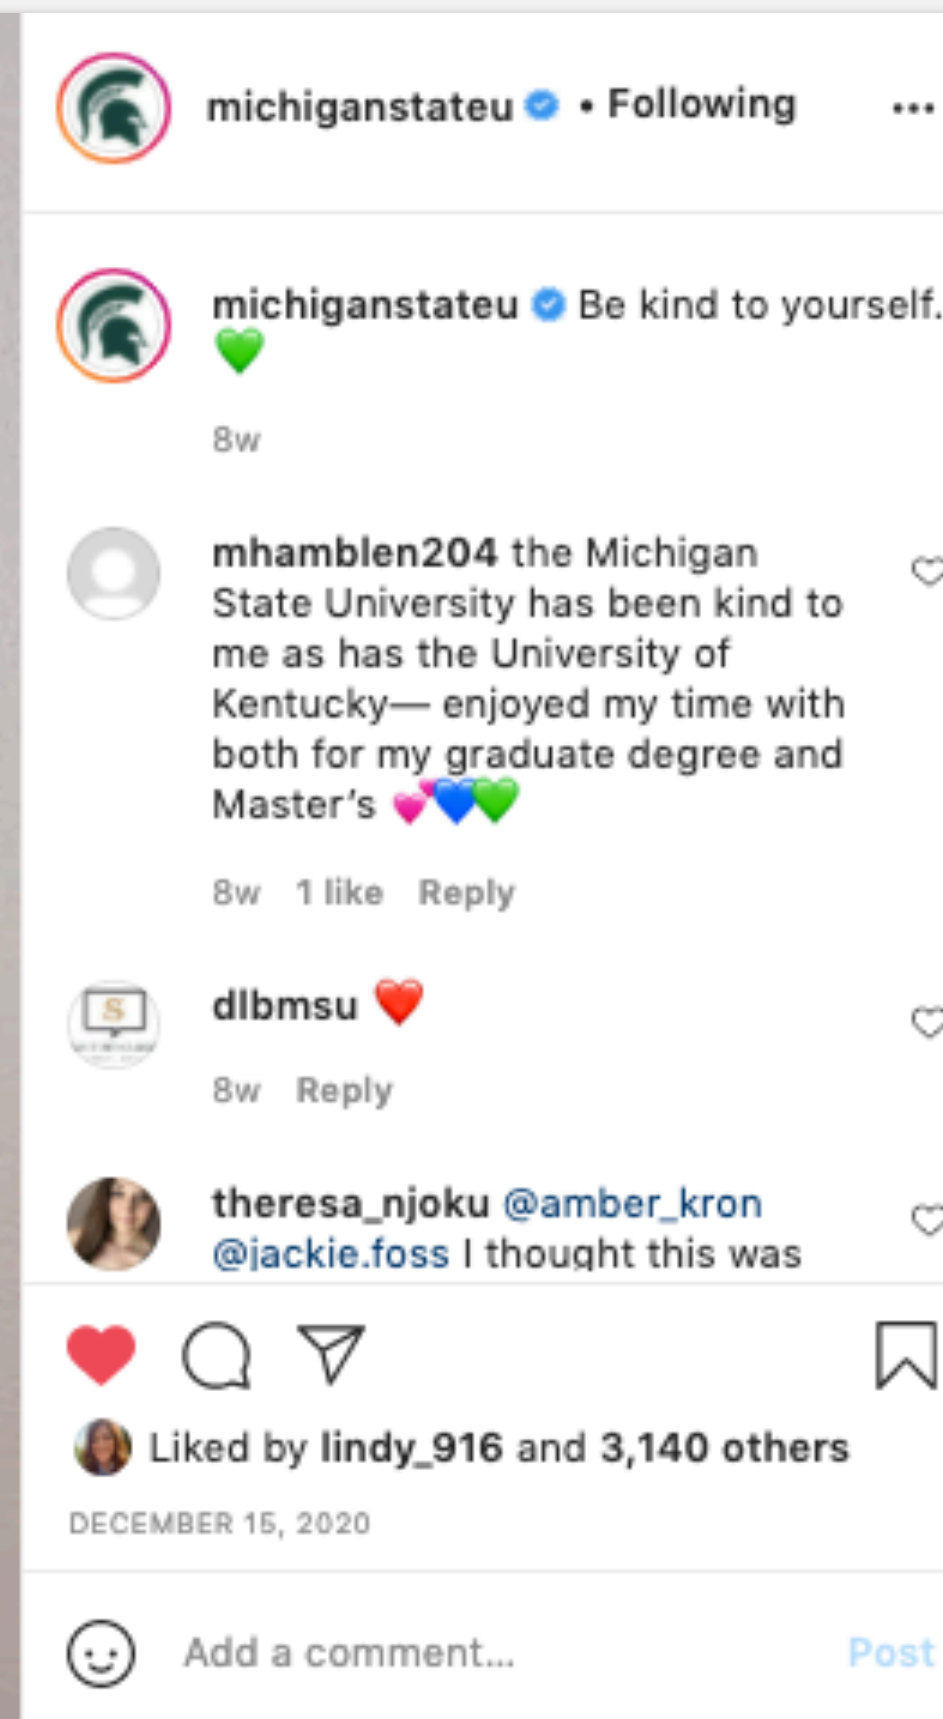 michiganstateu • Following
michiganstateu Be kind to yourself.
💚
8w
mhamblen204 the Michigan
State University has been kind to
me as has the University of
Kentucky— enjoyed my time with
both for my graduate degree and
Master’s 💕💙💚
8w 1 like Reply
dlbmsu ❤️
8w Reply
S
theresa_njoku @amber_kron
@jackie.foss I thought this was
Liked by lindy_916 and 3,140 others
DECEMBER 15, 2020
Add a comment... Post